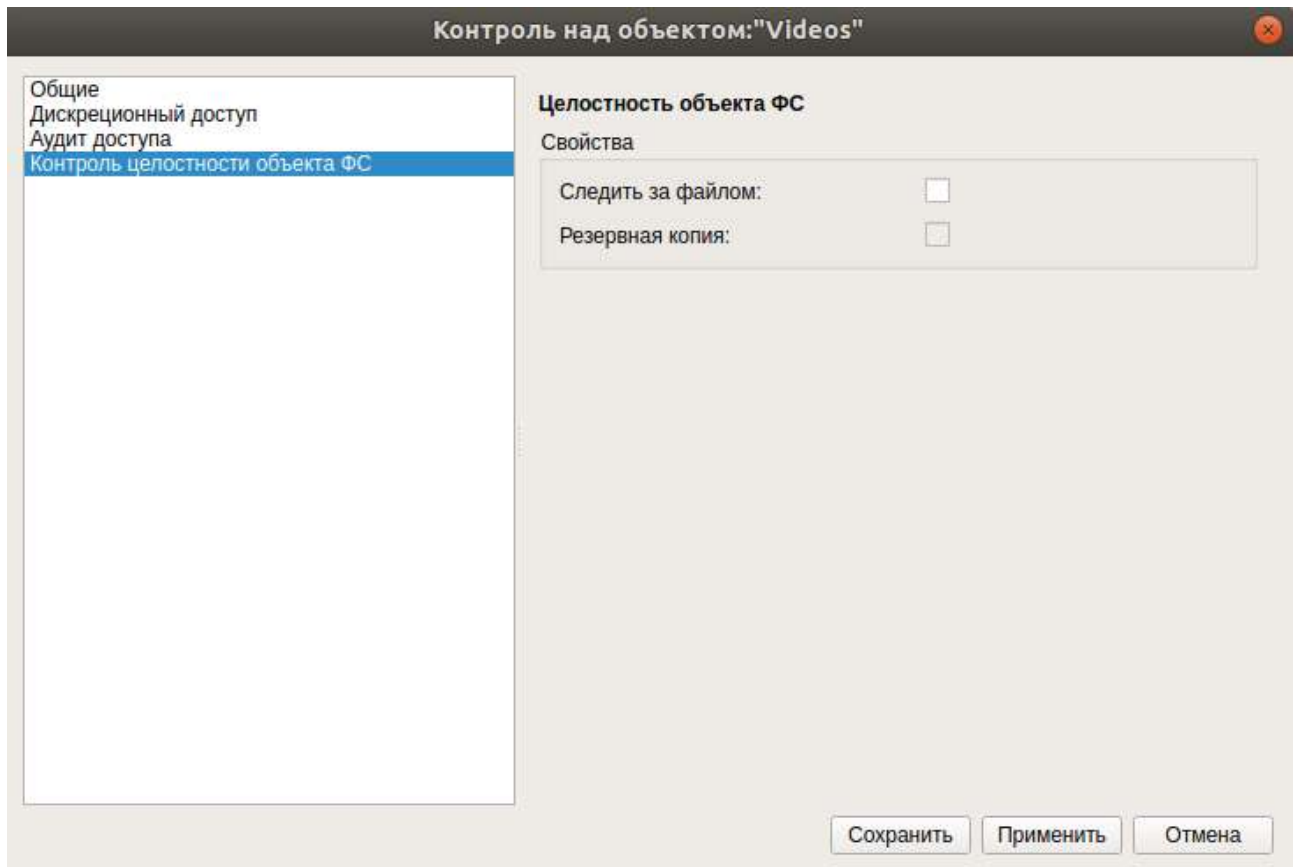 Контроль над объектом:"Videos"
Общие
Дискреционный доступ
Аудит доступа
Контроль целостности объекта ФС
Целостность объекта ФС
Свойства
Следить за файлом:
Резервная копия:
Сохранить
Применить
Отмена